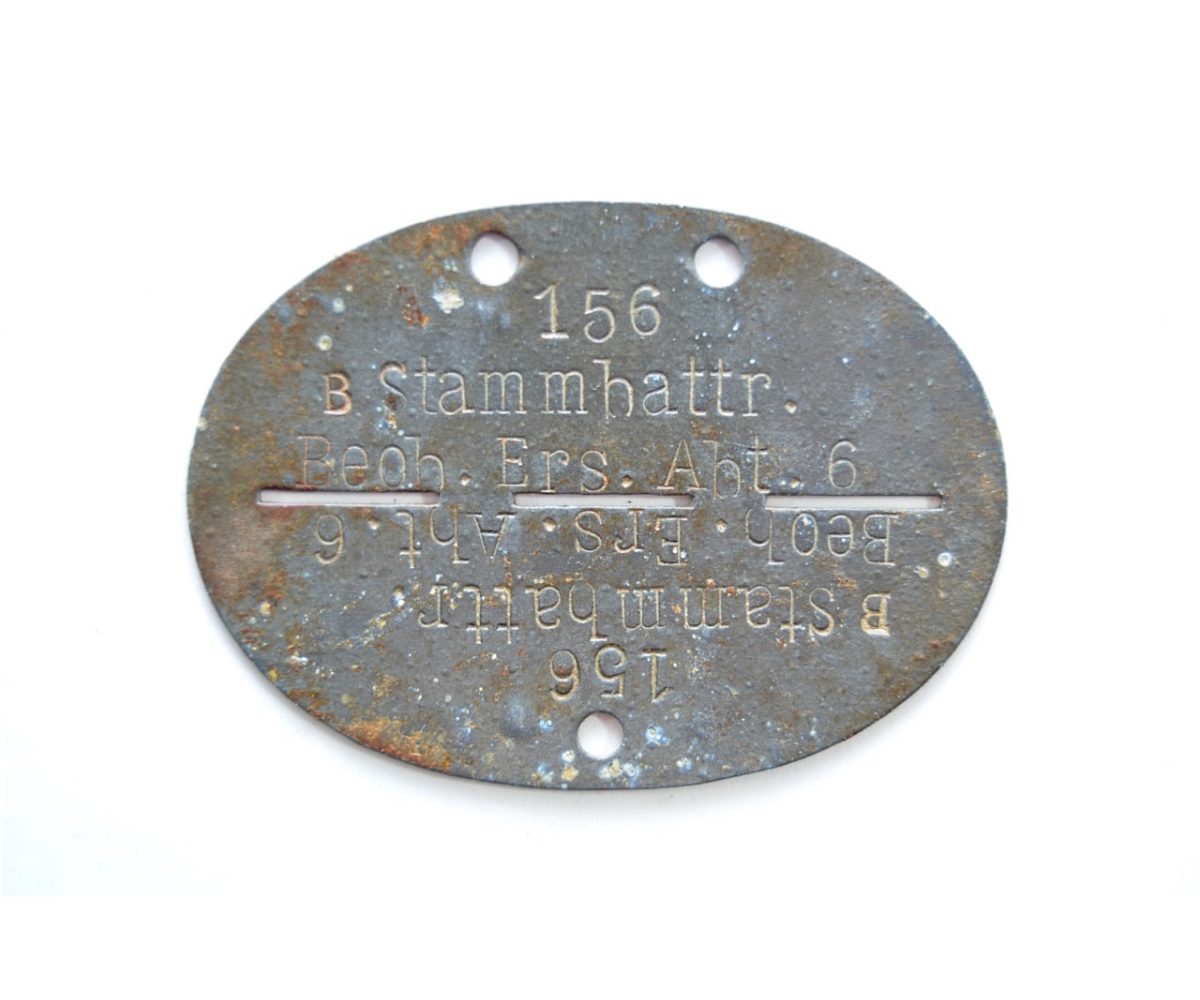 156
B Stammbattr.
Beob. Ers. Abt. 6
Beob. Ers. Abt. 6
B Stammbattr.
156